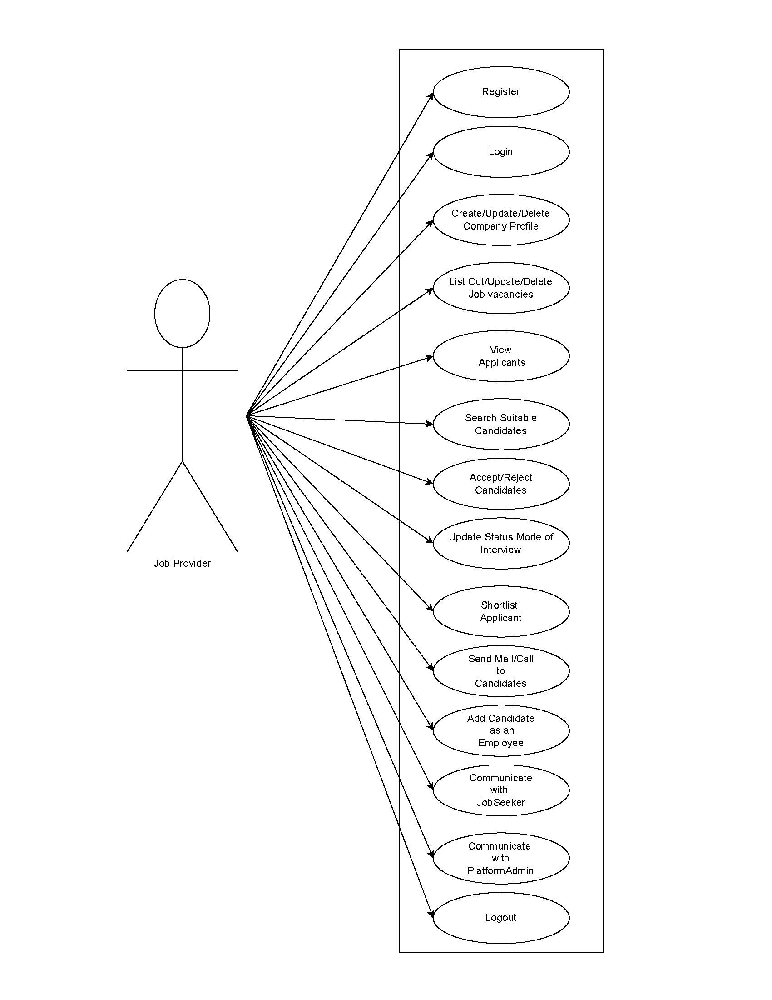 Register
Login
Create/Update/Delete
Company Profile
List Out/Update/Delete
Job vacancies
View
Applicants
Search Suitable
Candidates
Accept/Reject
Candidates
Update Status Mode of
Interview
Job Provider
Shortlist
Applicant
Send Mail/Call
to
Candidates
Add Candidate
as an
Employee
Communicate
with
JobSeeker
Communicate
with
PlatformAdmin
Logout